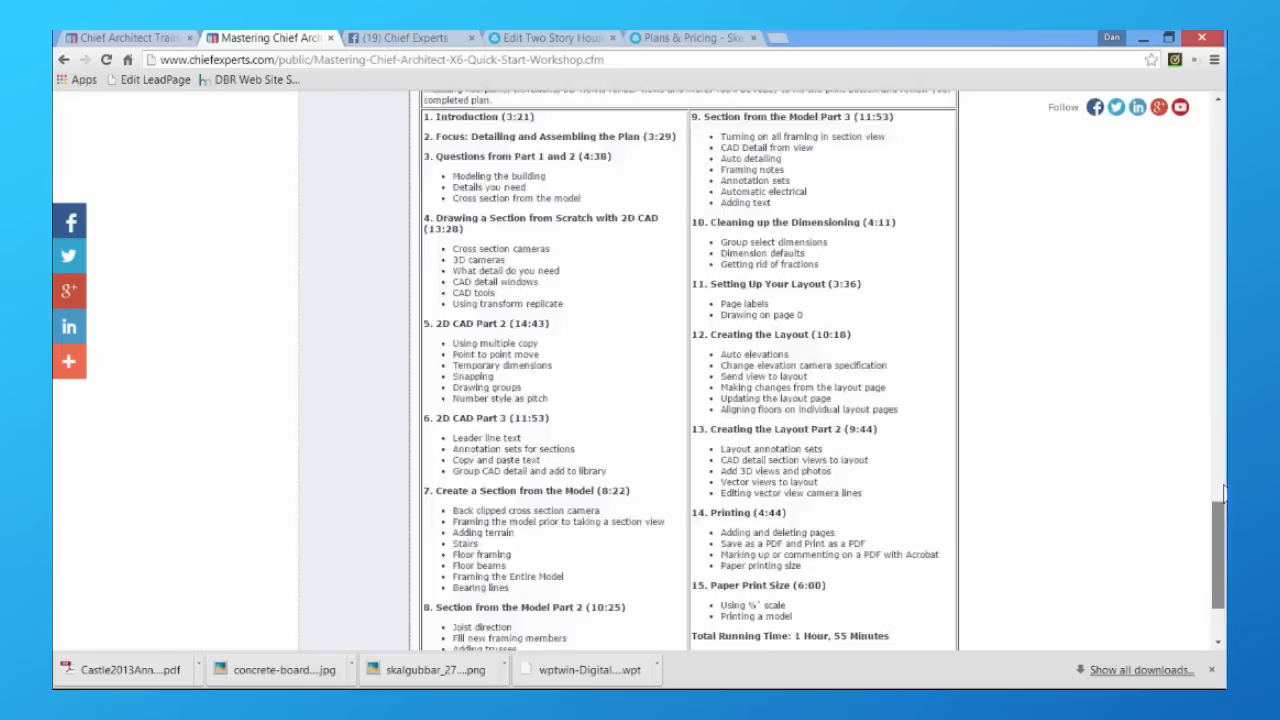 Chief Architect Train
Mastering Chief Arch
(19) Chief Experts
Edit Two Story Hous
Plans & Pricing - Ske
Dan
www.chiefexperts.com/public/Mastering-Chief-Architect-X6-Quick-Start-Workshop.cfm
Apps
Edit LeadPage
DBR Web Site S...
Follow
completed plan.
1. Introduction (3:21)
2. Focus: Detailing and Assembling the Plan (3:29)
3. Questions from Part 1 and 2 (4:38)
Modeling the building
Details you need
Cross section from the model
4. Drawing a Section from Scratch with 2D CAD
(13:28)
Cross section cameras
3D cameras
What detail do you need
CAD detail windows
CAD tools
Using transform replicate
5. 2D CAD Part 2 (14:43)
Using multiple copy
Point to point move
Temporary dimensions
Snapping
Drawing groups
Number style as pitch
6. 2D CAD Part 3 (11:53)
Leader line text
Annotation sets for sections
Copy and paste text
Group CAD detail and add to library
7. Create a Section from the Model (8:22)
Back clipped cross section camera
Framing the model prior to taking a section view
Adding terrain
Stairs
Floor framing
Floor beams
Framing the Entire Model
Bearing lines
8. Section from the Model Part 2 (10:25)
Joist direction
Fill new framing members
Adding trusses
9. Section from the Model Part 3 (11:53)
Turning on all framing in section view
CAD Detail from view
Auto detailing
Framing notes
Annotation sets
Automatic electrical
Adding text
10. Cleaning up the Dimensioning (4:11)
Group select dimensions
Dimension defaults
Getting rid of fractions
11. Setting Up Your Layout (3:36)
Page labels
Drawing on page 0
12. Creating the Layout (10:18)
Auto elevations
Change elevation camera specification
Send view to layout
Making changes from the layout page
Updating the layout page
Aligning floors on individual layout pages
13. Creating the Layout Part 2 (9:44)
Layout annotation sets
CAD detail section views to layout
Add 3D views and photos
Vector views to layout
Editing vector view camera lines
14. Printing (4:44)
Adding and deleting pages
Save as a PDF and Print as a PDF
Marking up or commenting on a PDF with Acrobat
Paper printing size
15. Paper Print Size (6:00)
Using scale
Printing a model
Total Running Time: 1 Hour, 55 Minutes
Castle2013Ann....pdf
concrete-board....jpg
skalgubbar_27....png
wptwin-Digital....wpt
Show all downloads...